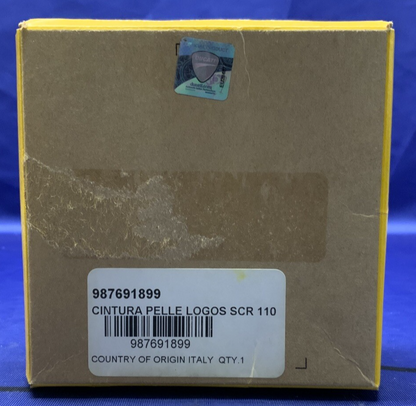 987691899
CINTURA PELLE LOGOS SCR 110
987691899
COUNTRY OF ORIGIN ITALY QTY.1